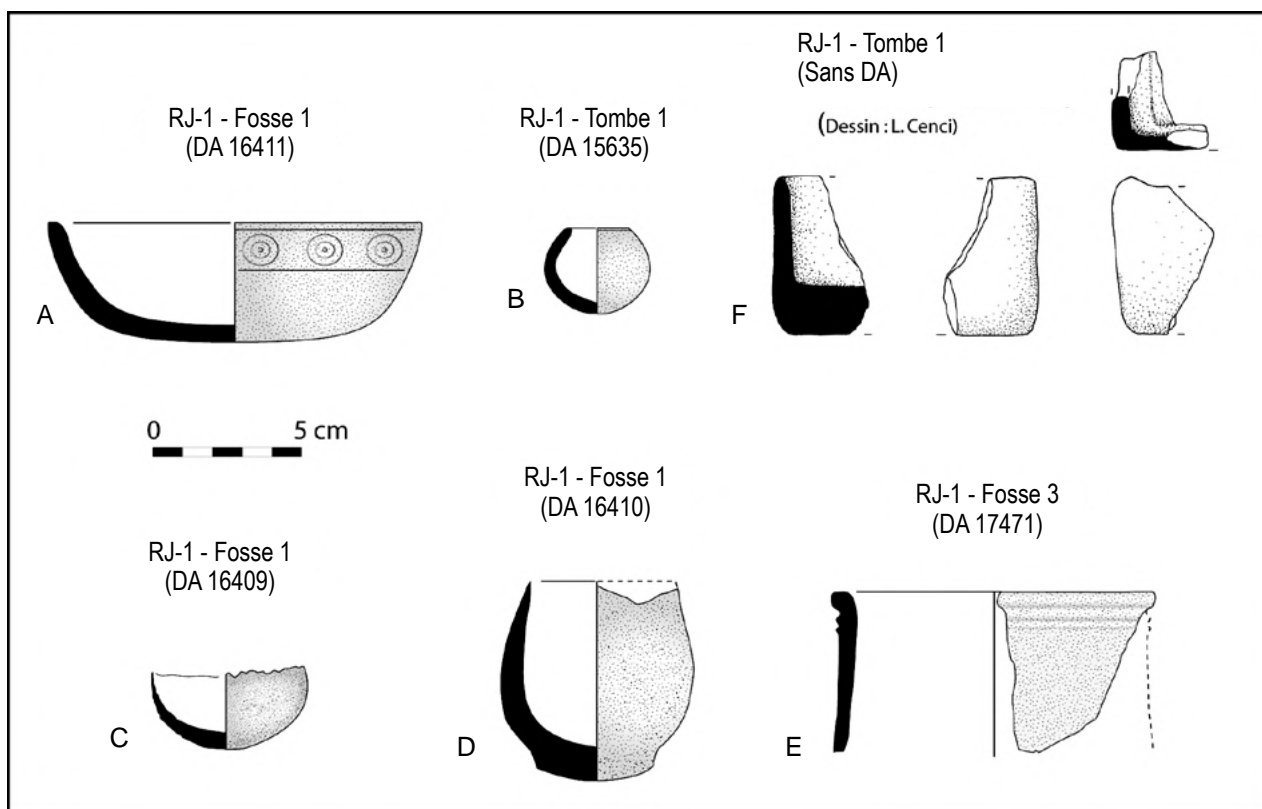 RJ-1 - Fosse 1
(DA 16411)
A
RJ-1 - Tombe 1
(DA 15635)
B
RJ-1 - Tombe 1
(Sans DA)
(Dessin : L. Cenci)
F
0 5 cm
RJ-1 - Fosse 1
(DA 16409)
C
RJ-1 - Fosse 1
(DA 16410)
D
RJ-1 - Fosse 3
(DA 17471)
E